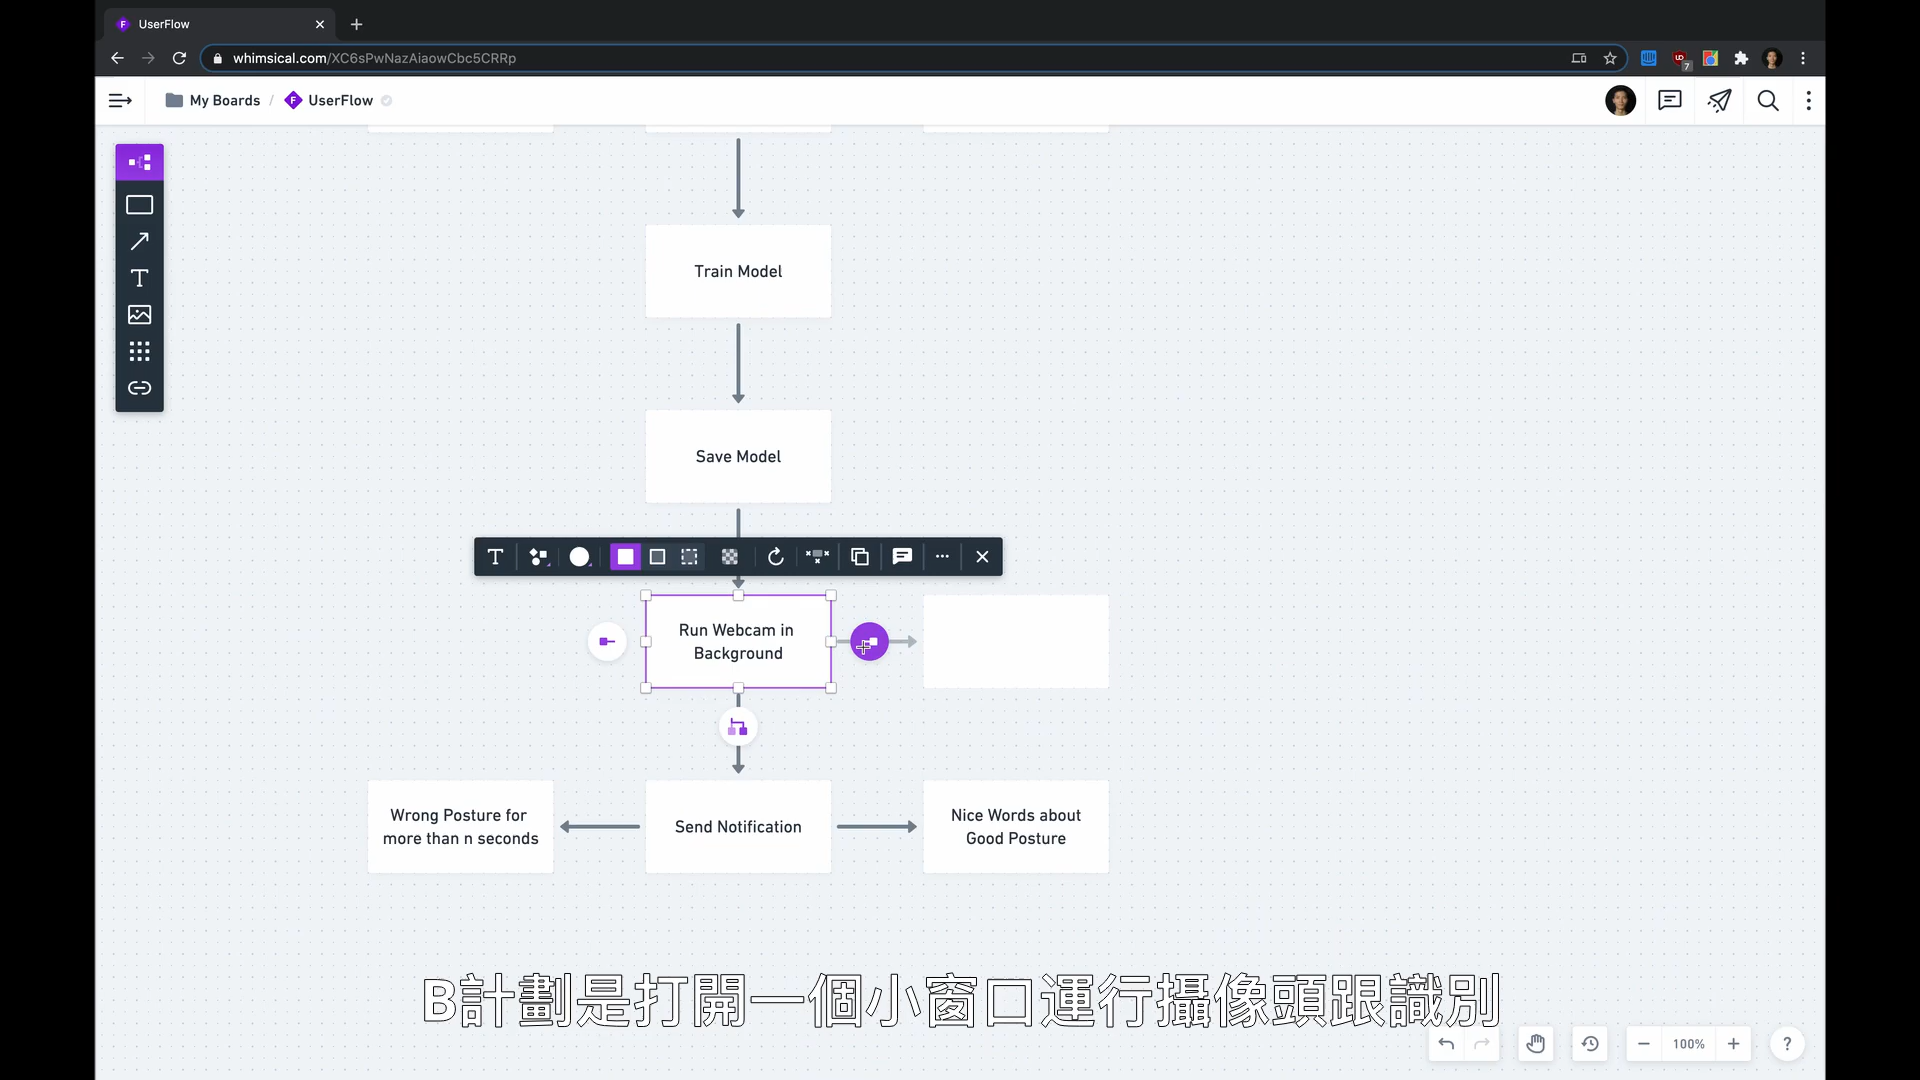 UserFlow
whimsical.com/XC6sPwNazAiaowCbc5CRRp
7
My Boards / UserFlow
Train Model
Save Model
Run Webcam in
Background
Wrong Posture for
more than n seconds
Send Notification
Nice Words about
Good Posture
B計劃是打開一個小窗口運行攝像頭跟識別
100%